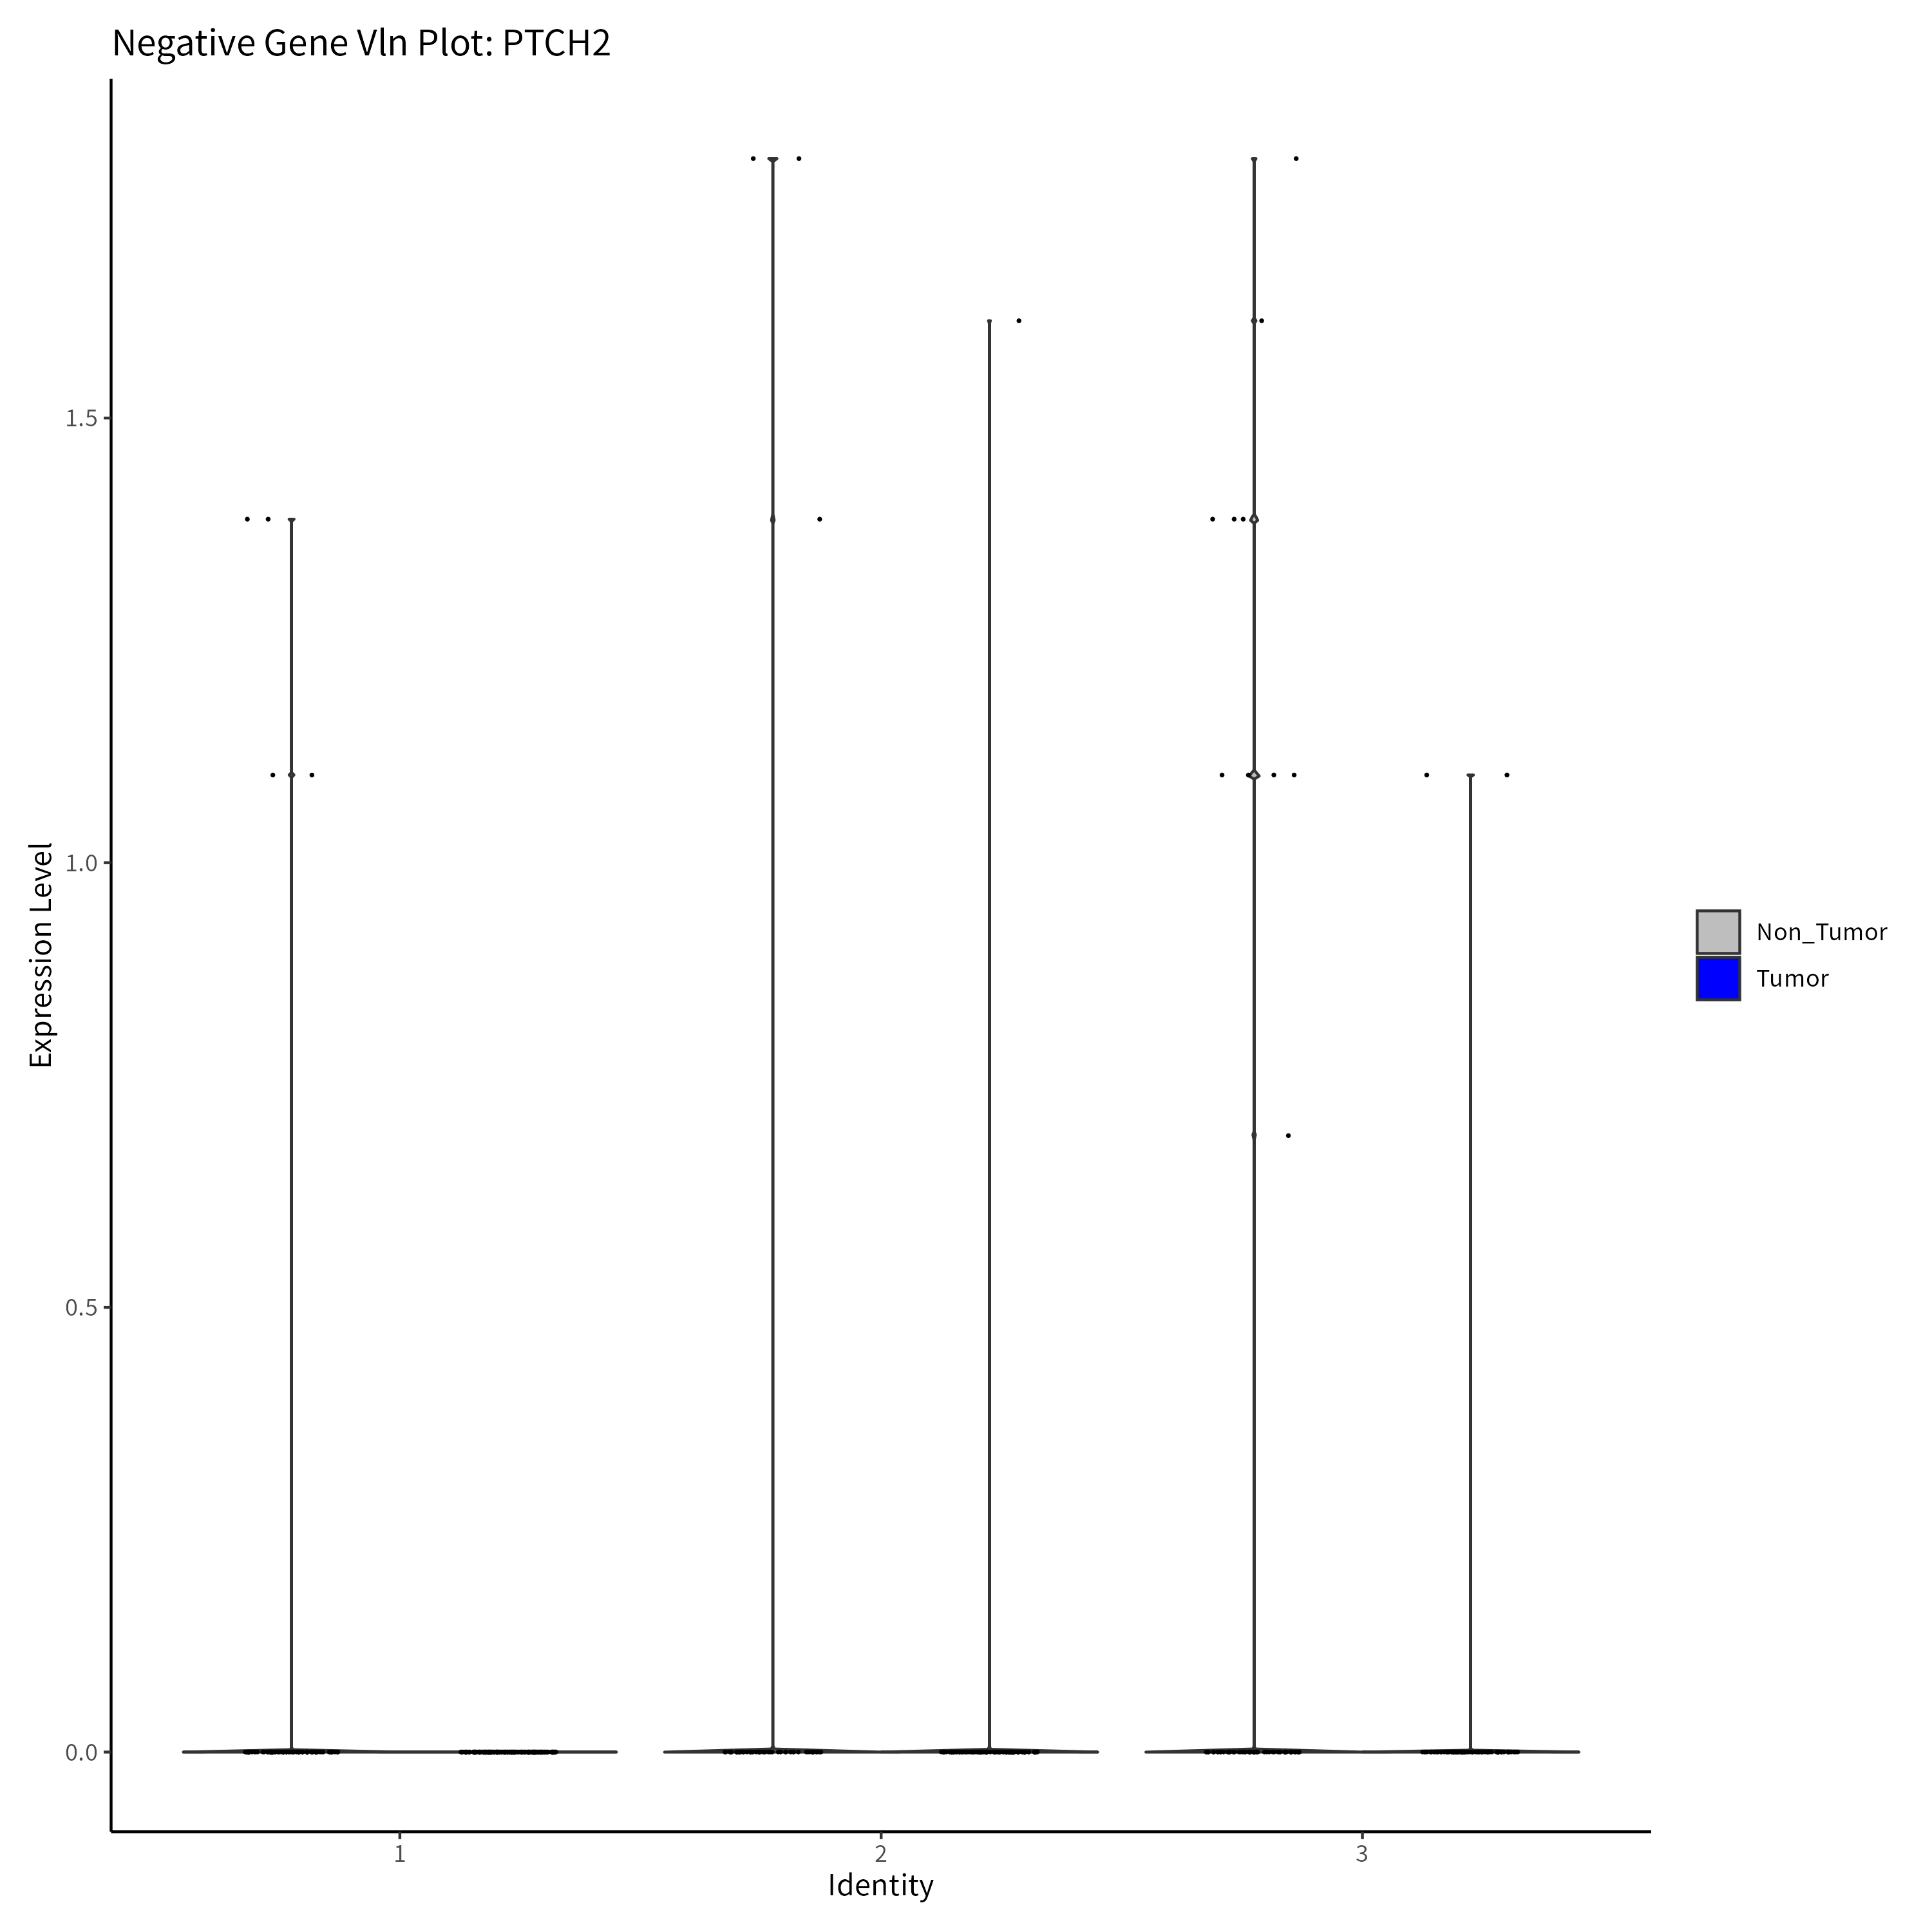 Negative Gene Vln Plot: PTCH2
Expression Level
1.5
1.0
0.5
0.0
1
2
3
Identity
Non_Tumor
Tumor